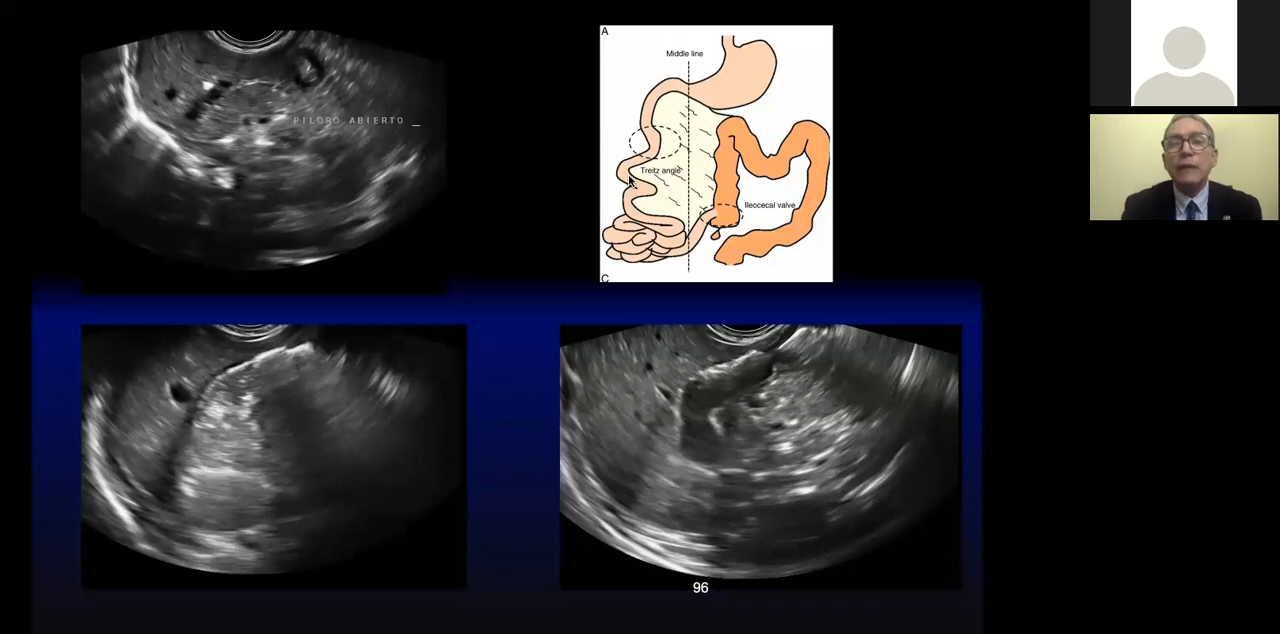 PILORO ABIERTO _
A
Middle line
Treitz angle
Ileocecal valve
C
96